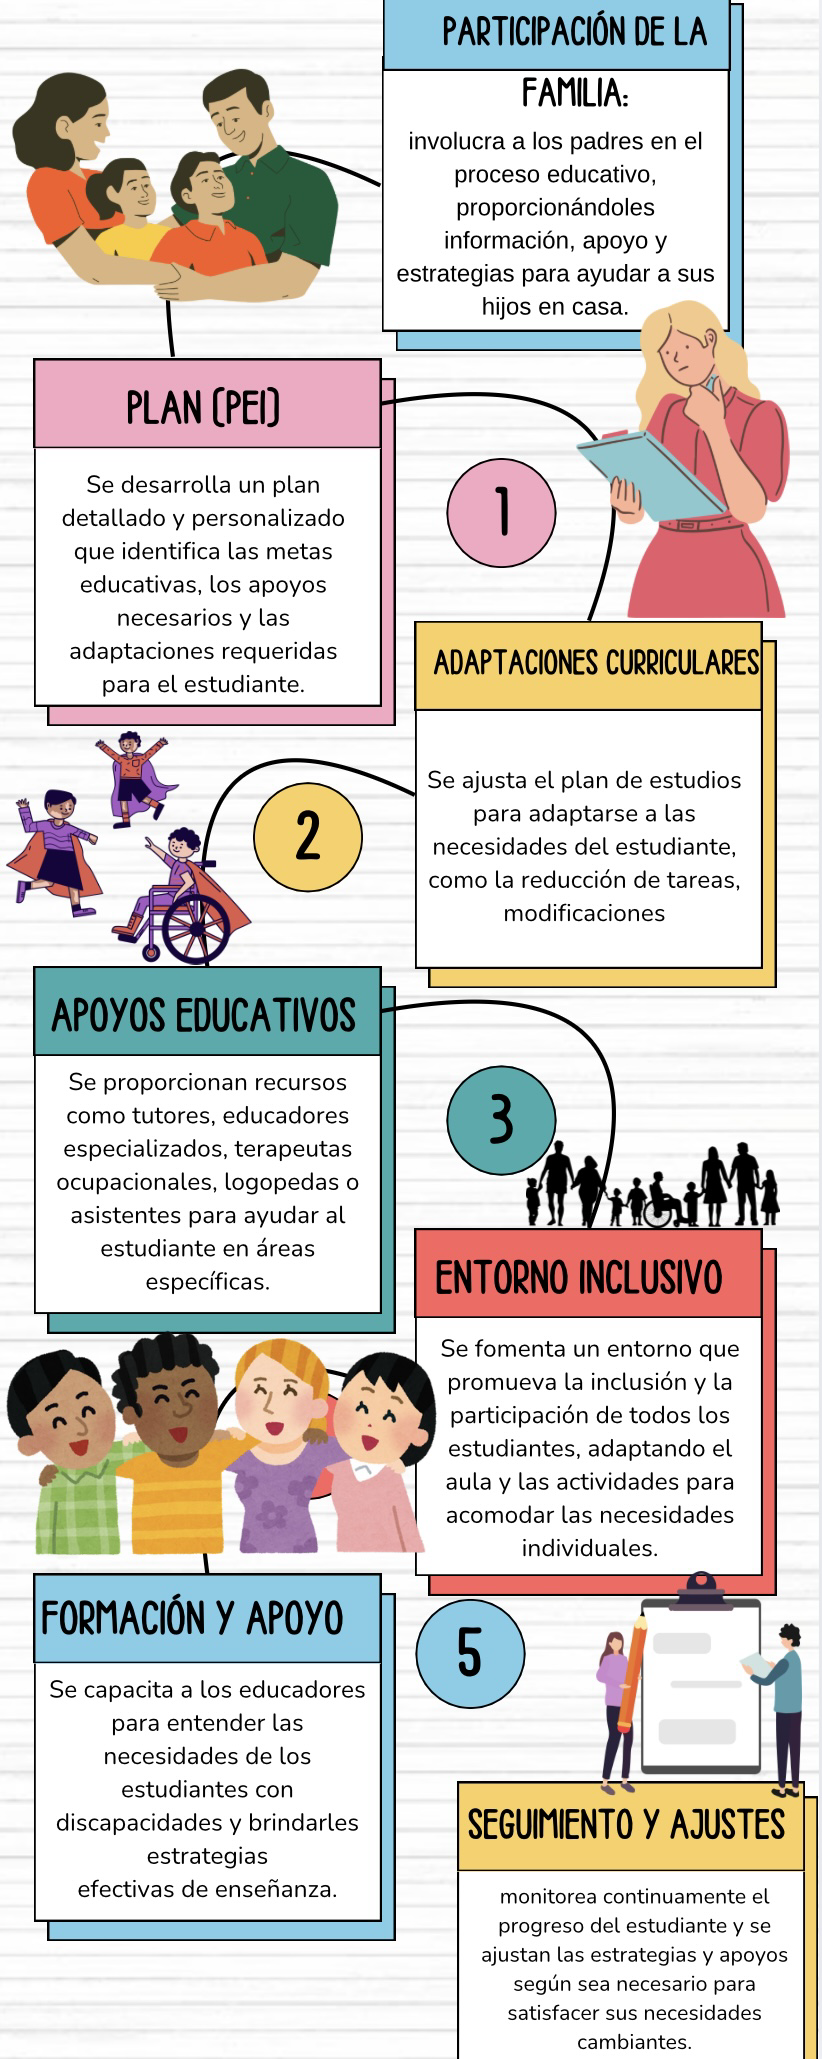 PARTICIPACIÓN DE LA
FAMILIA:
involucra a los padres en el
proceso educativo,
proporcionándoles
información, apoyo y
estrategias para ayudar a sus
hijos en casa.
PLAN (PEI)
Se desarrolla un plan
detallado y personalizado
que identifica las metas
educativas, los apoyos
necesarios y las
adaptaciones requeridas
para el estudiante.
1
ADAPTACIONES CURRICULARES
Se ajusta el plan de estudios
para adaptarse a las
necesidades del estudiante,
como la reducción de tareas,
modificaciones
2
APOYOS EDUCATIVOS
Se proporcionan recursos
como tutores, educadores
especializados, terapeutas
ocupacionales, logopedas o
asistentes para ayudar al
estudiante en áreas
específicas.
3
ENTORNO INCLUSIVO
Se fomenta un entorno que
promueva la inclusión y la
participación de todos los
estudiantes, adaptando el
aula y las actividades para
acomodar las necesidades
individuales.
FORMACIÓN Y APOYO
Se capacita a los educadores
para entender las
necesidades de los
estudiantes con
discapacidades y brindarles
estrategias
efectivas de enseñanza.
5
SEGUIMIENTO Y AJUSTES
monitorea continuamente el
progreso del estudiante y se
ajustan las estrategias y apoyos
según sea necesario para
satisfacer sus necesidades
cambiantes.